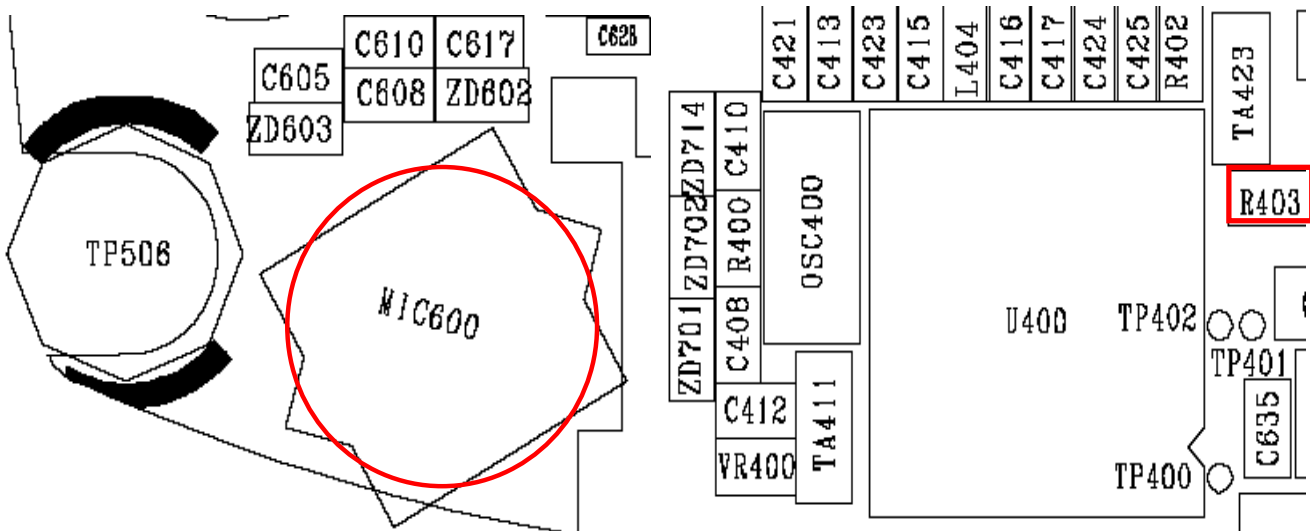 C610 C617
C628
C605
C608 ZD602
ZD603
TP506
MIC600
C421
C413
C423
C415
L404
C416
C417
C424
C425
R402
TA423
ZD714
C410
R403
ZD702
R400
OSC400
U400
TP402
TP401
ZD701
C408
C412
TA411
C635
VR400
TP400